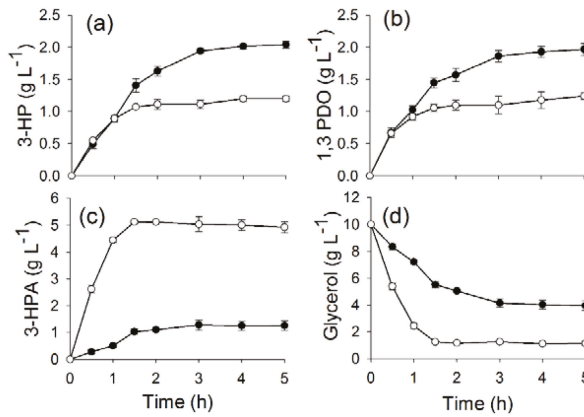 (a)
3-HP (g L⁻¹)
2.5
2.0
1.5
1.0
0.5
0.0
0 1 2 3 4 5
(b)
1,3 PDO (g L⁻¹)
2.5
2.0
1.5
1.0
0.5
0.0
0 1 2 3 4 5
(c)
3-HPA (g L⁻¹)
6
5
4
3
2
1
0
0 1 2 3 4 5
Time (h)
(d)
Glycerol (g L⁻¹)
12
10
8
6
4
2
0
0 1 2 3 4 5
Time (h)